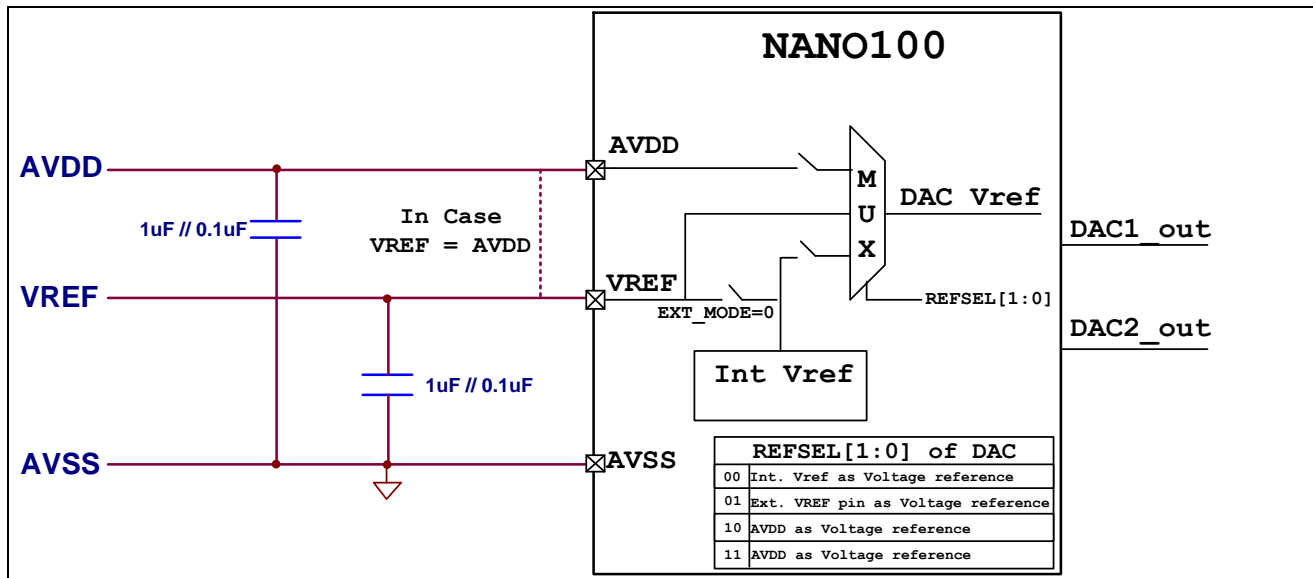 NANO100
AVDD
AVDD
1uF // 0.1uF
In Case
VREF = AVDD
M
U
X
DAC Vref
DAC1_out
VREF
VREF
EXT_MODE=0
REFSEL[1:0]
DAC2_out
Int Vref
1uF // 0.1uF
AVSS
AVSS
REFSEL[1:0] of DAC
00 Int. Vref as Voltage reference
01 Ext. VREF pin as Voltage reference
10 AVDD as Voltage reference
11 AVDD as Voltage reference